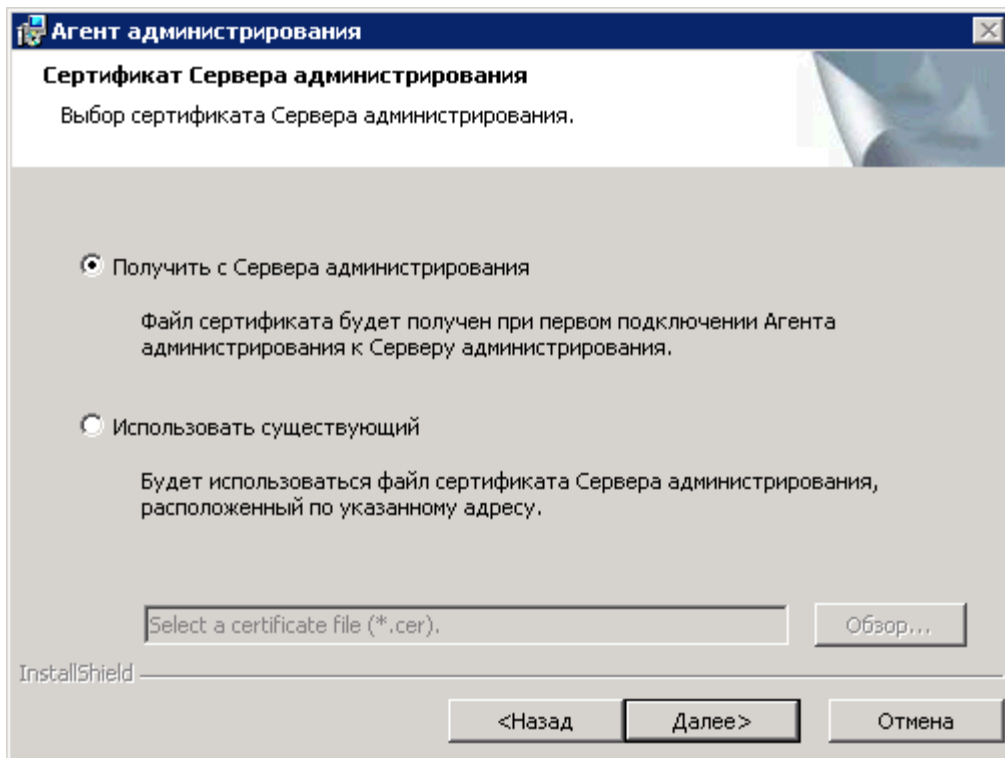 Агент администрирования
Сертификат Сервера администрирования
Выбор сертификата Сервера администрирования.
Получить с Сервера администрирования
Файл сертификата будет получен при первом подключении Агента
администрирования к Серверу администрирования.
Использовать существующий
Будет использоваться файл сертификата Сервера администрирования,
расположенный по указанному адресу.
Select a certificate file (*.cer).
Обзор...
InstallShield
<Назад
Далее>
Отмена